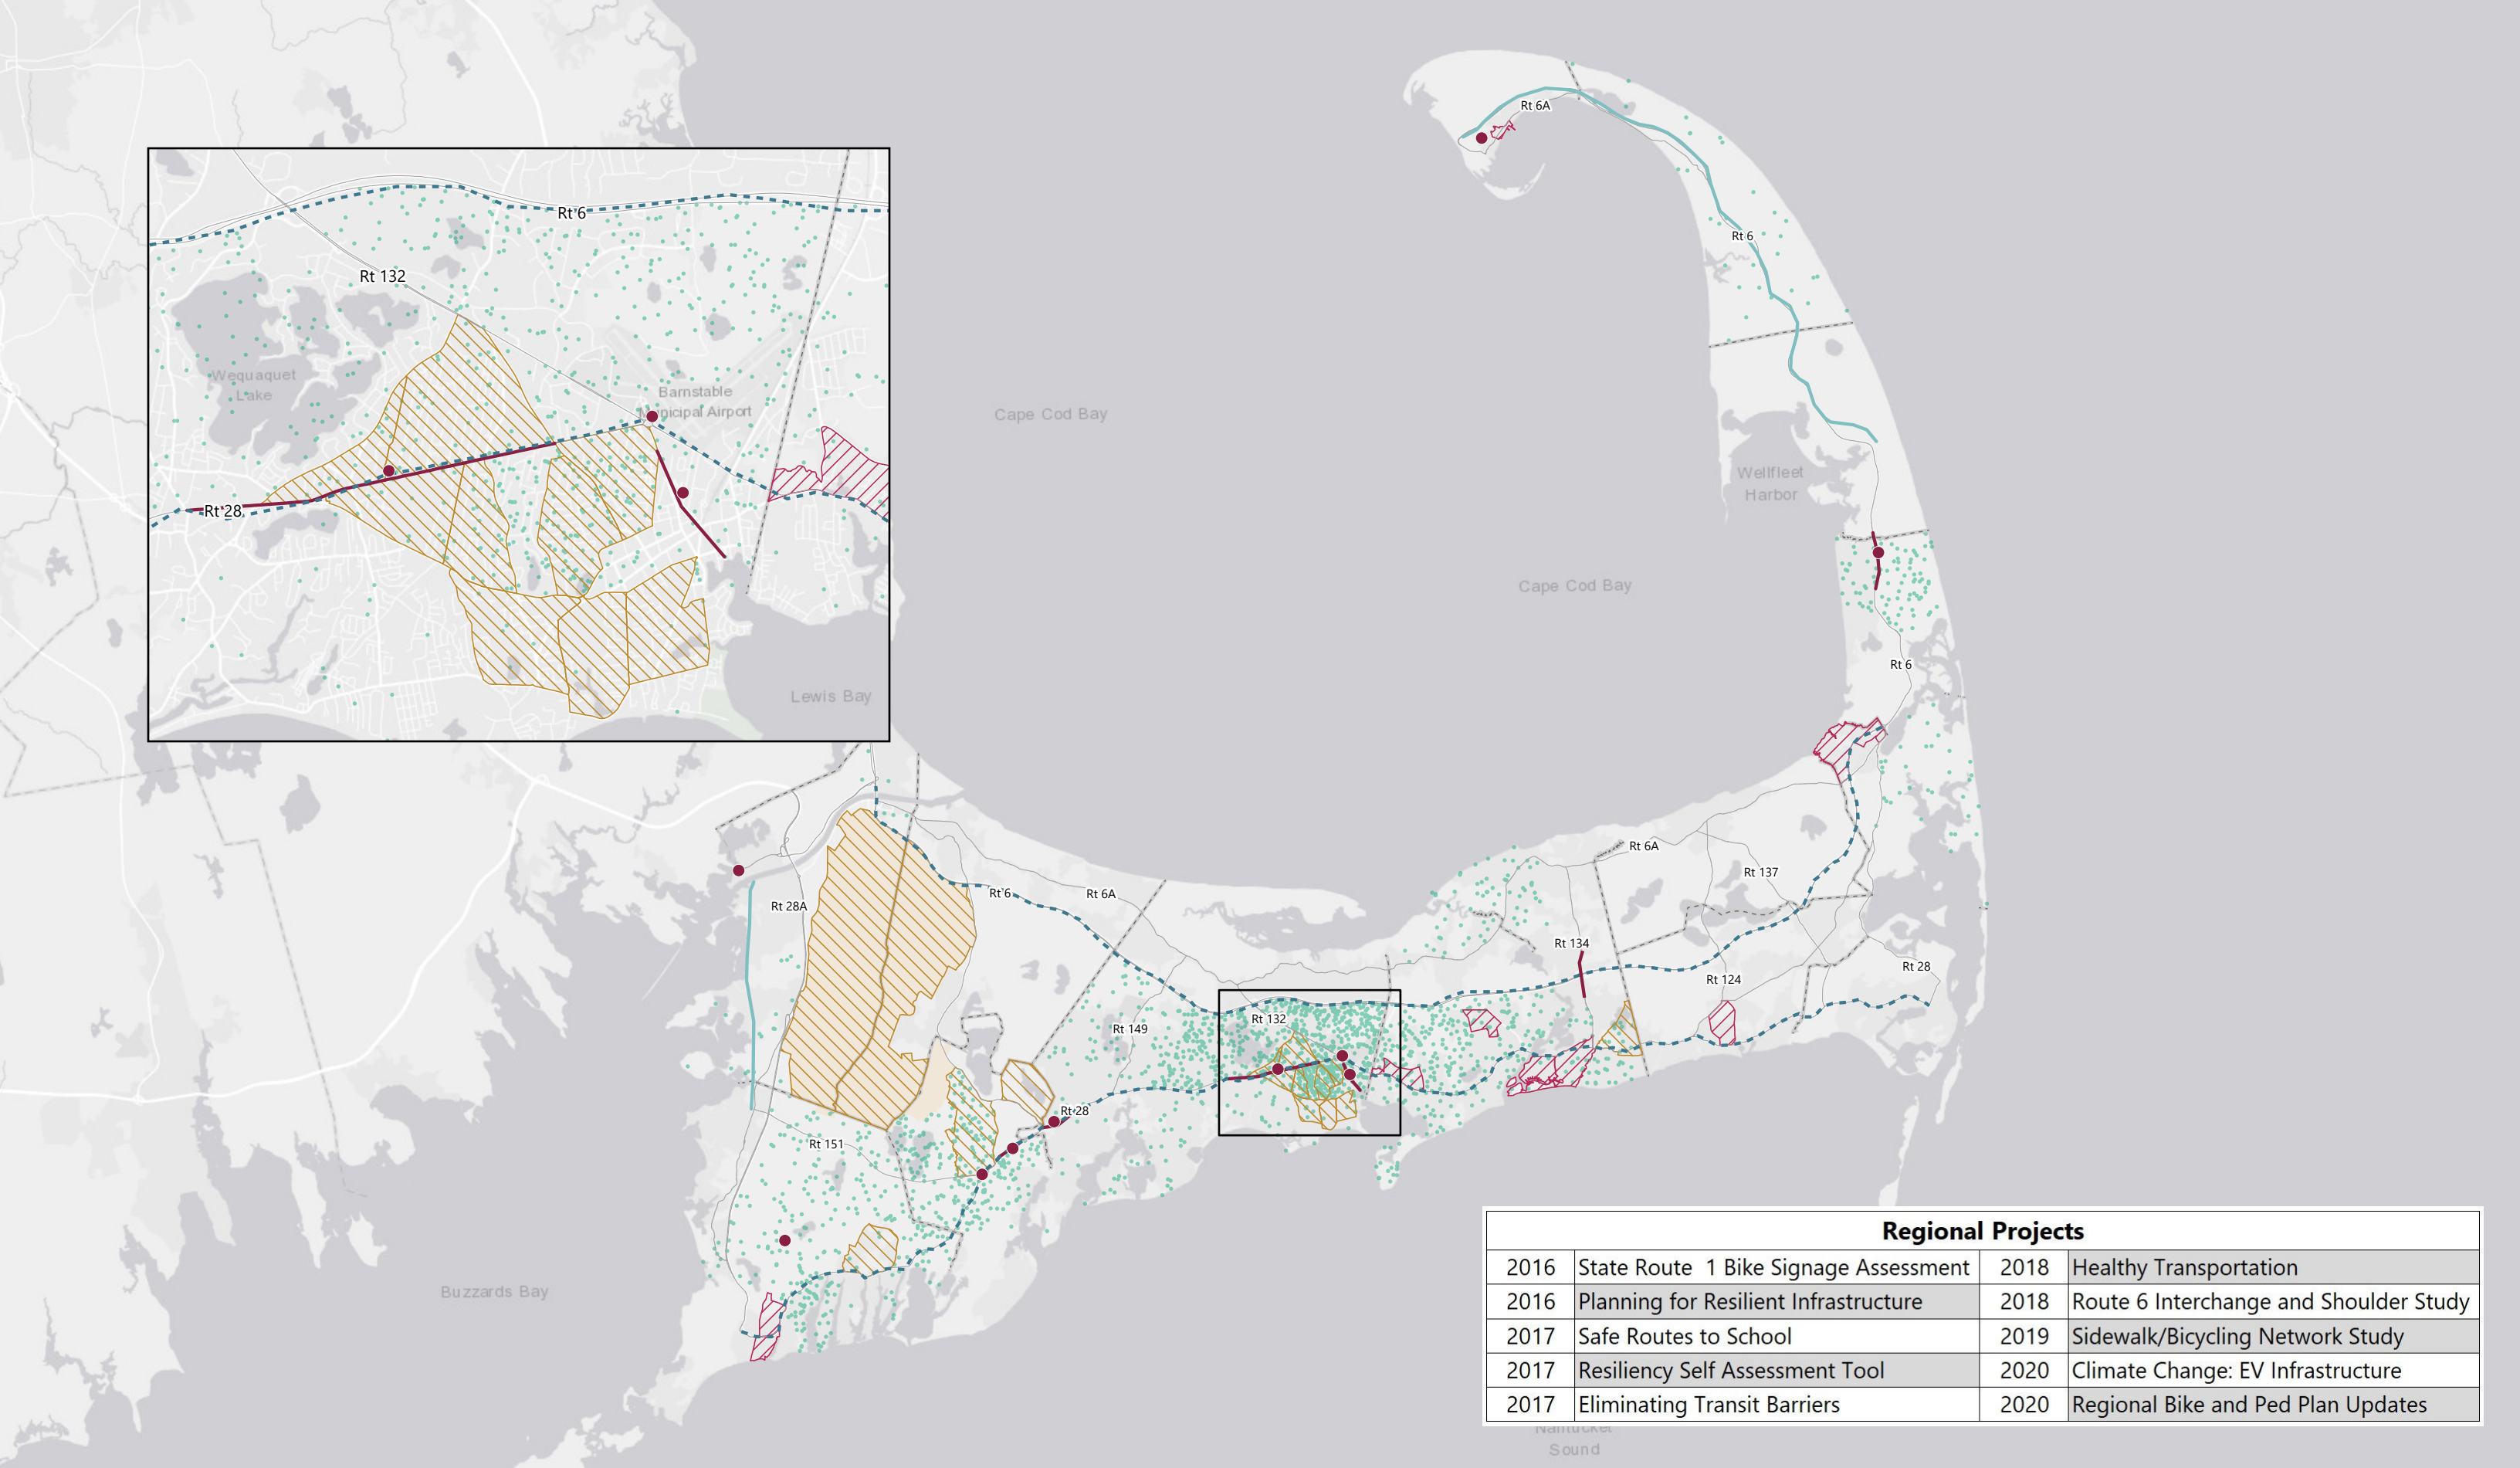 Rt 6A
Rt 6
Rt 6
Rt 132
Wequaquet
Lake
Barnstable
Municipal Airport
Cape Cod Bay
Wellfleet
Harbor
Rt 28
Cape Cod Bay
Rt 6
Lewis Bay
Rt 6A
Rt 137
Rt 6
Rt 6A
Rt 28A
Rt 134
Rt 28
Rt 124
Rt 132
Rt 149
Rt 28
Rt 151
Buzzards Bay
Regional Projects
2016 State Route 1 Bike Signage Assessment 2018 Healthy Transportation
2016 Planning for Resilient Infrastructure 2018 Route 6 Interchange and Shoulder Study
2017 Safe Routes to School 2019 Sidewalk/Bicycling Network Study
2017 Resiliency Self Assessment Tool 2020 Climate Change: EV Infrastructure
2017 Eliminating Transit Barriers 2020 Regional Bike and Ped Plan Updates
Nantucket
Sound